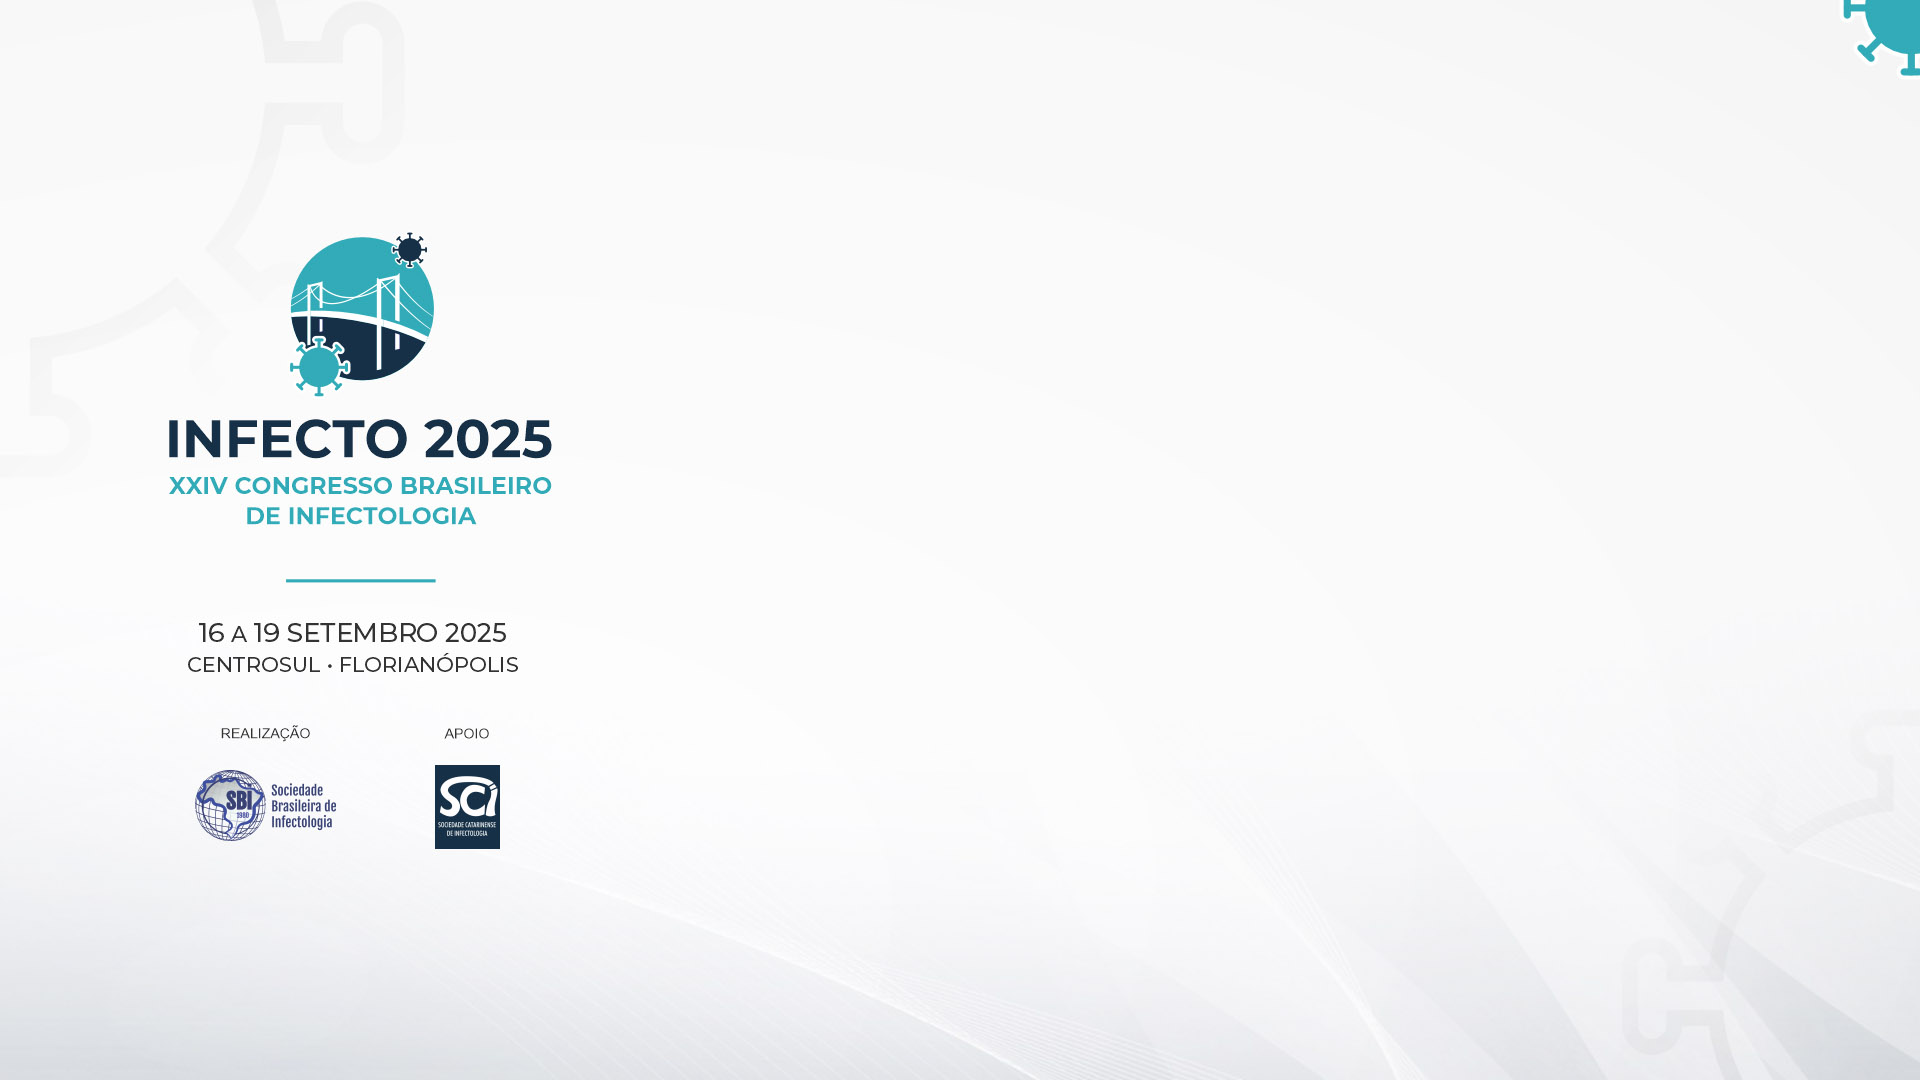 INFECTO 2025
XXIV CONGRESSO BRASILEIRO
DE INFECTOLOGIA
16 A 19 SETEMBRO 2025
CENTROSUL • FLORIANÓPOLIS
REALIZAÇÃO
APOIO
SBI
1980
Sociedade
Brasileira de
Infectologia
SCi
SOCIEDADE CATARINENSE
DE INFECTOLOGIA